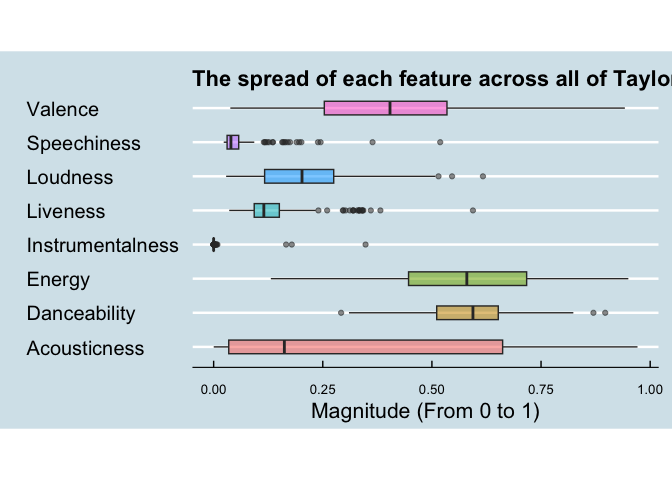 The spread of each feature across all of Taylo
Valence
Speechiness
Loudness
Liveness
Instrumentalness
Energy
Danceability
Acousticness
0.00 0.25 0.50 0.75 1.00
Magnitude (From 0 to 1)